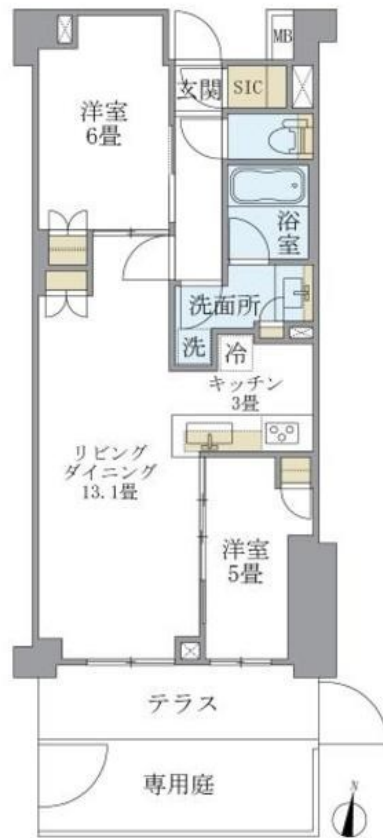 MB
玄関
SIC
洋室
6畳
浴室
洗面所
洗
冷
キッチン
3畳
リビング
ダイニング
13.1畳
洋室
5畳
テラス
専用庭
N